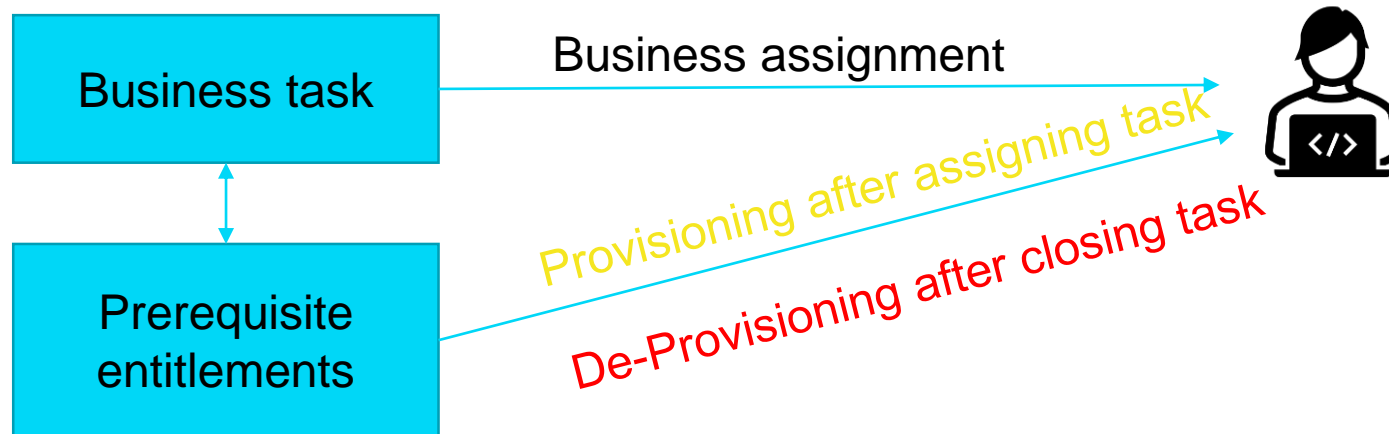 Business task
Business assignment
Provisioning after assigning task
De-Provisioning after closing task
Prerequisite
entitlements
</>